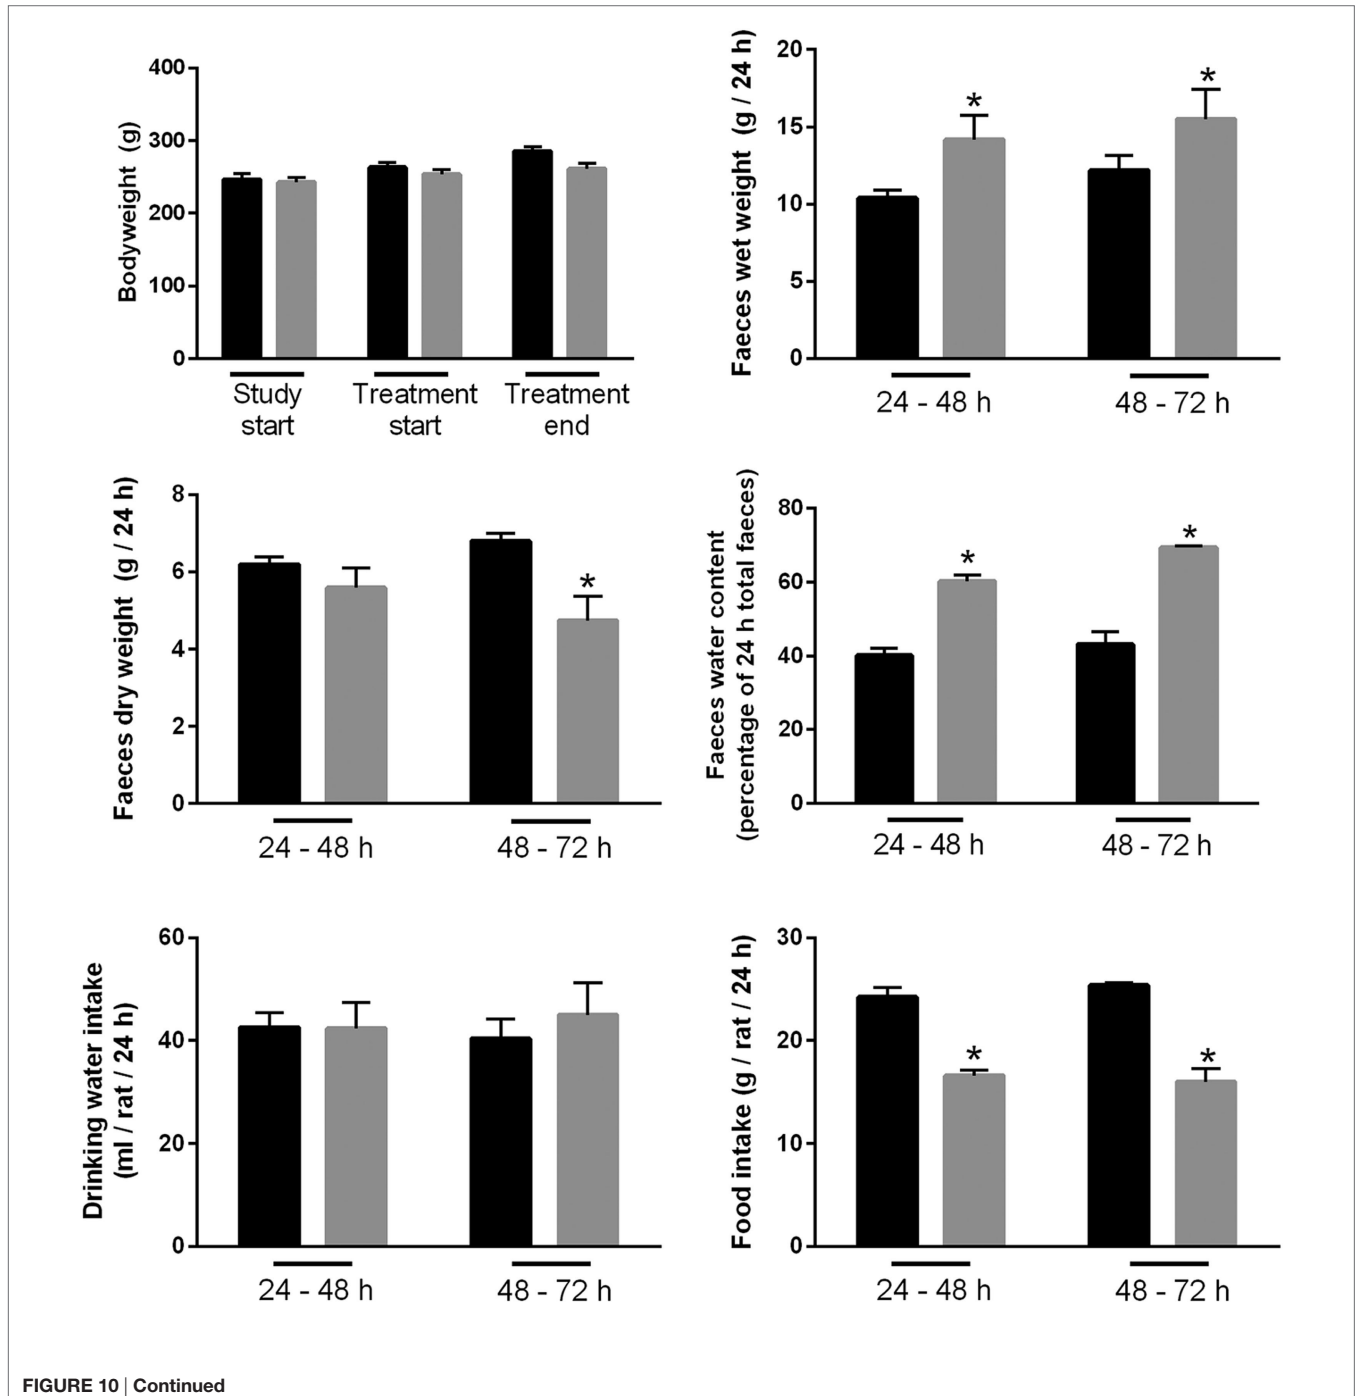 Bodyweight (g)
400
300
200
100
0
Study
start
Treatment
start
Treatment
end
Faeces wet weight (g / 24 h)
20
15
10
5
0
*
*
24 - 48 h
48 - 72 h
Faeces dry weight (g / 24 h)
8
6
4
2
0
*
24 - 48 h
48 - 72 h
Faeces water content
(percentage of 24 h total faeces)
80
60
40
20
0
*
*
24 - 48 h
48 - 72 h
Drinking water intake
(ml / rat / 24 h)
60
40
20
0
24 - 48 h
48 - 72 h
Food intake (g / rat / 24 h)
30
20
10
0
*
*
24 - 48 h
48 - 72 h
FIGURE 10 | Continued